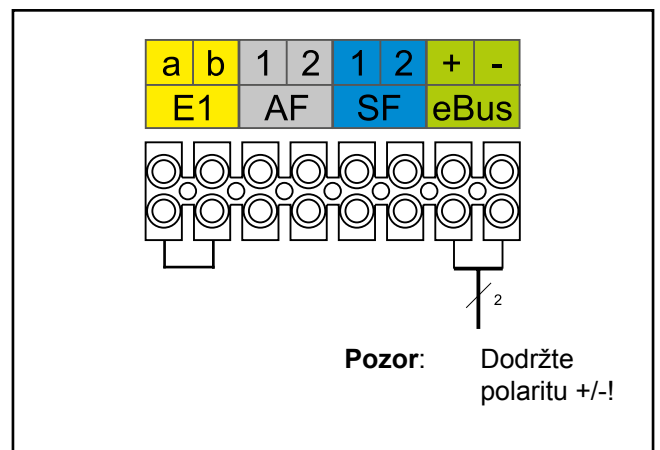 a b 1 2 1 2 + -
E1 AF SF eBus
2
Pozor: Dodržte
polaritu +/-!